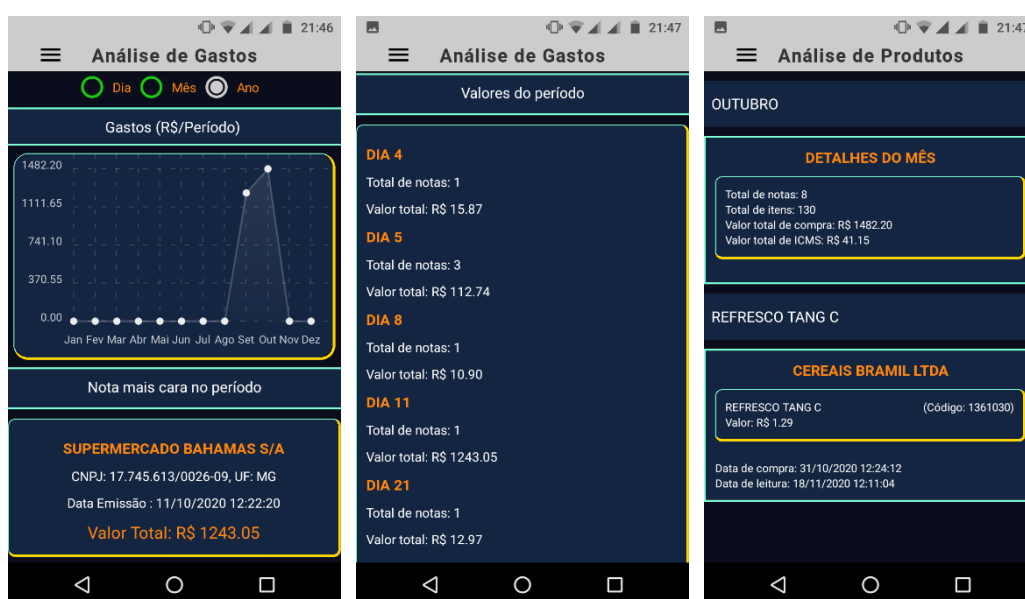 21:46
Análise de Gastos
Dia Mês Ano
Gastos (R$/Período)
1482.20
1111.65
741.10
370.55
0.00
Jan Fev Mar Abr Mai Jun Jul Ago Set Out Nov Dez
Nota mais cara no período
SUPERMERCADO BAHAMAS S/A
CNPJ: 17.745.613/0026-09, UF: MG
Data Emissão : 11/10/2020 12:22:20
Valor Total: R$ 1243.05
21:47
Análise de Gastos
Valores do período
DIA 4
Total de notas: 1
Valor total: R$ 15.87
DIA 5
Total de notas: 3
Valor total: R$ 112.74
DIA 8
Total de notas: 1
Valor total: R$ 10.90
DIA 11
Total de notas: 1
Valor total: R$ 1243.05
DIA 21
Total de notas: 1
Valor total: R$ 12.97
21:47
Análise de Produtos
OUTUBRO
DETALHES DO MÊS
Total de notas: 8
Total de itens: 130
Valor total de compra: R$ 1482.20
Valor total de ICMS: R$ 41.15
REFRESCO TANG C
CEREAIS BRAMIL LTDA
REFRESCO TANG C (Código: 1361030)
Valor: R$ 1.29
Data de compra: 31/10/2020 12:24:12
Data de leitura: 18/11/2020 12:11:04